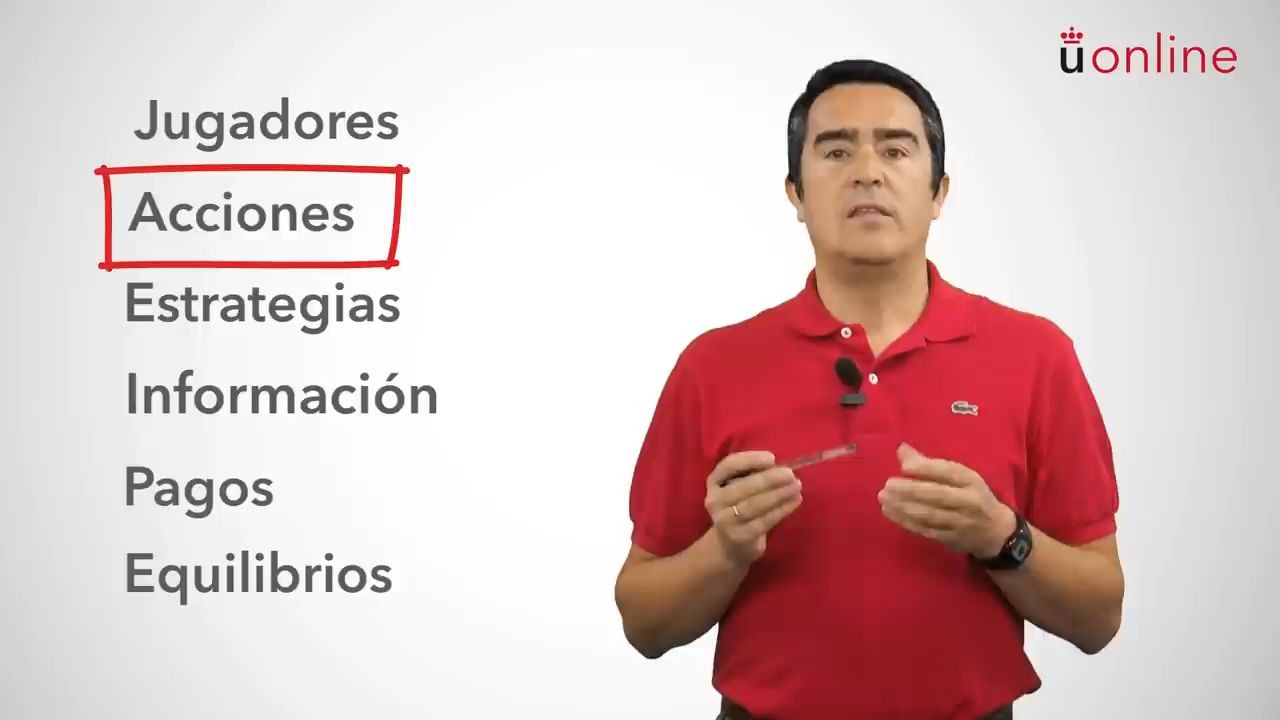 uonline
Jugadores
Acciones
Estrategias
Información
Pagos
Equilibrios